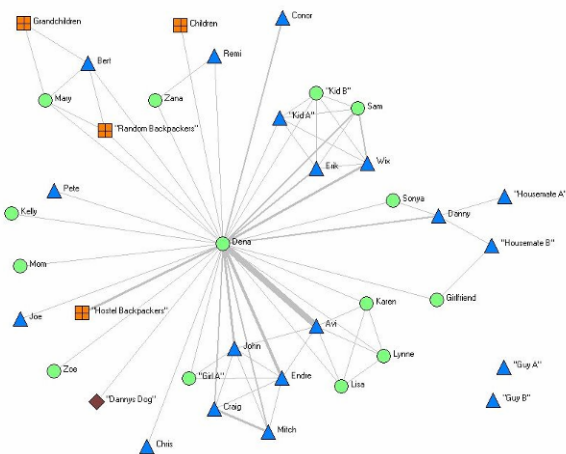 Grandchildren
Children
Conor
Bert
Remi
Mary
Zana
"Kid B"
Sam
"Kid A"
"Random Backpackers"
Erik
Wix
Pete
Sonya
"Housemate A"
Kelly
Danny
Dena
"Housemate B"
Mom
Girlfriend
Karen
Joe
"Hostel Backpackers"
Avi
John
Lynne
Zoe
"Girl A"
Endre
Lisa
"Guy A"
"Dannys Dog"
Craig
"Guy B"
Mitch
Chris